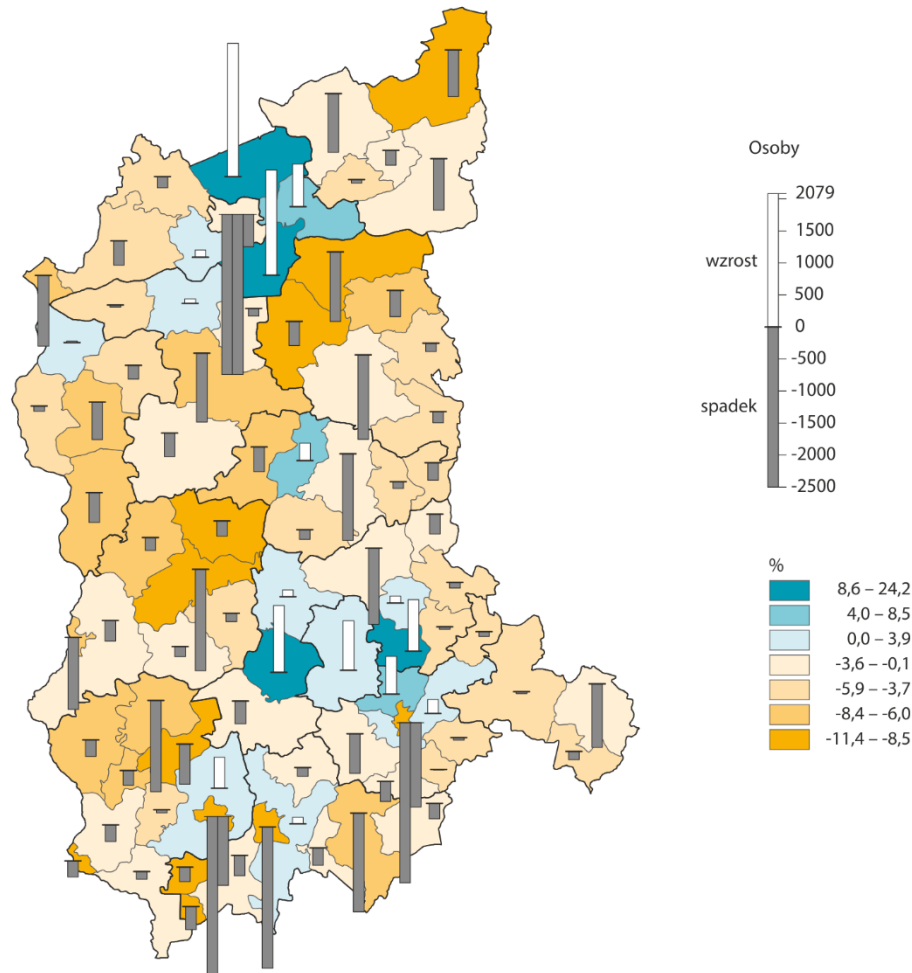 Osoby
2079
1500
wzrost
1000
500
0
-500
-1000
spadek
-1500
-2000
-2500
%
8,6 – 24,2
4,0 – 8,5
0,0 – 3,9
-3,6 – -0,1
-5,9 – -3,7
-8,4 – -6,0
-11,4 – -8,5